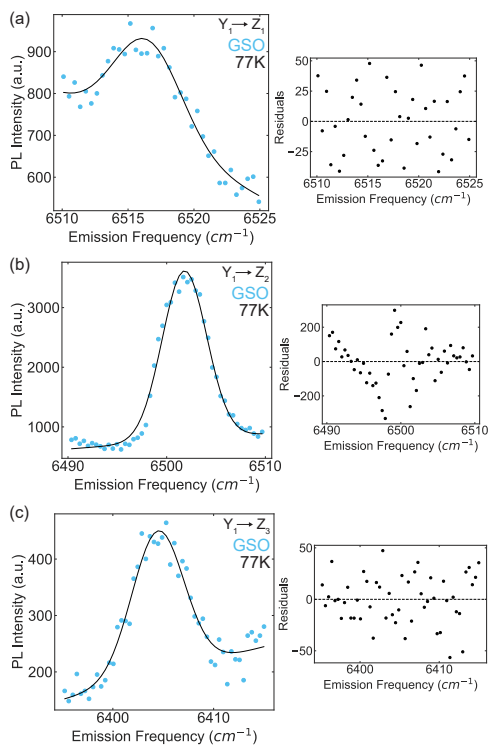 (a)
Y₁→Z₁
GSO
77K
900
800
700
600
PL Intensity (a.u.)
6510
6515
6520
6525
Emission Frequency (cm⁻¹)
50
25
0
−25
Residuals
6510
6515
6520
6525
Emission Frequency (cm⁻¹)
(b)
Y₁→Z₂
GSO
77K
3000
2000
1000
PL Intensity (a.u.)
6490
6500
6510
Emission Frequency (cm⁻¹)
200
0
−200
Residuals
6490
6500
6510
Emission Frequency (cm⁻¹)
(c)
Y₁→Z₃
GSO
77K
400
300
200
PL Intensity (a.u.)
6400
6410
Emission Frequency (cm⁻¹)
50
0
−50
Residuals
6400
6410
Emission Frequency (cm⁻¹)